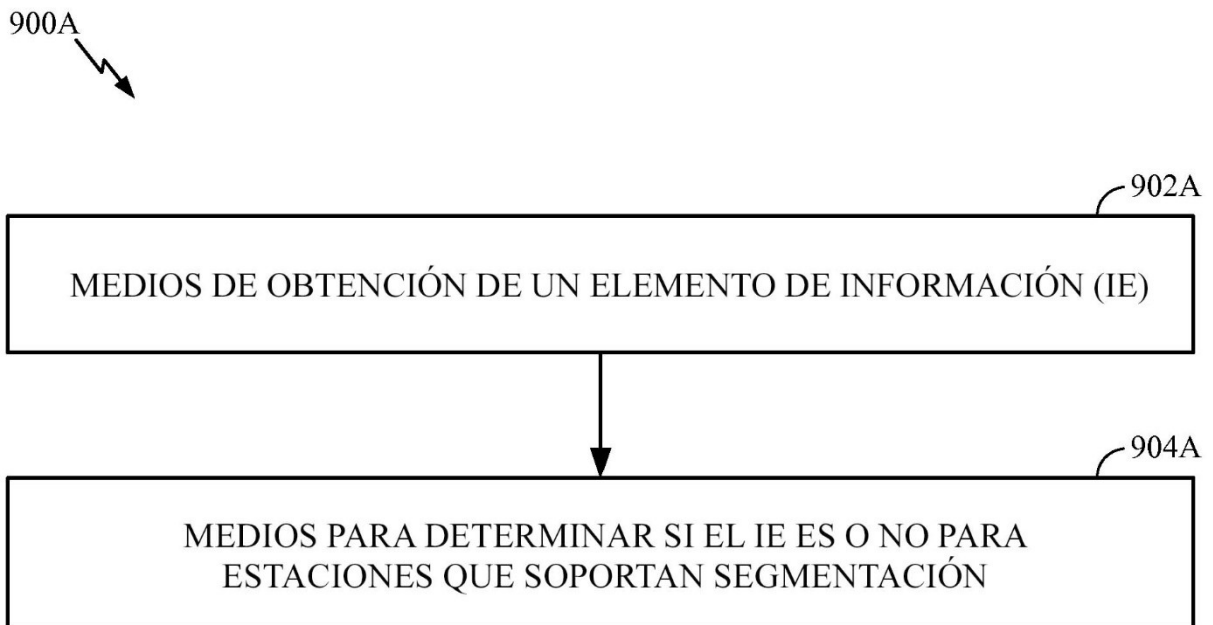 900A
902A
MEDIOS DE OBTENCIÓN DE UN ELEMENTO DE INFORMACIÓN (IE)
904A
MEDIOS PARA DETERMINAR SI EL IE ES O NO PARA
ESTACIONES QUE SOPORTAN SEGMENTACIÓN